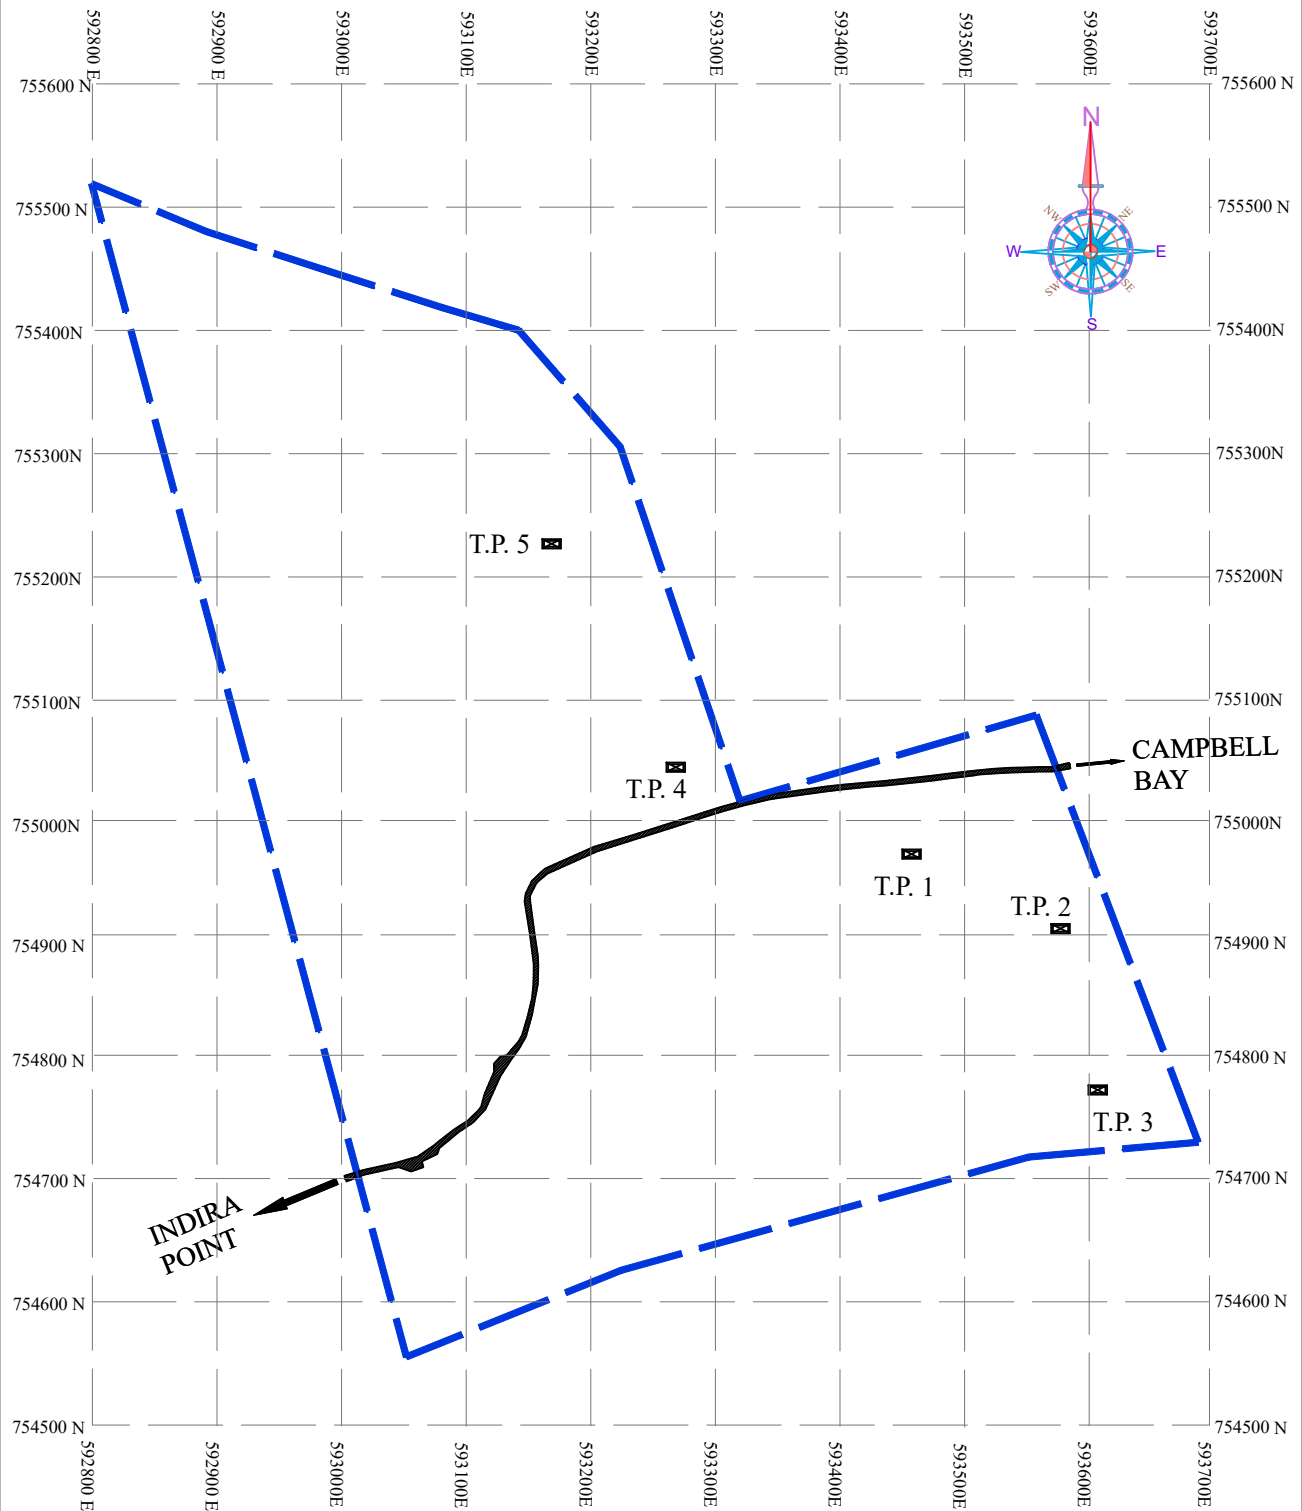 592800 E
592900 E
593000E
593100E
593200E
593300E
593400E
593500E
593600E
593700E
755600 N
755600 N
N
755500 N
755500 N
NW
NE
W
E
SW
SE
S
755400N
755400N
755300N
755300N
T.P. 5
755200N
755200N
755100N
755100N
CAMPBELL
BAY
T.P. 4
755000N
755000N
T.P. 1
T.P. 2
754900 N
754900 N
754800 N
754800 N
T.P. 3
754700 N
754700 N
INDIRA
POINT
754600 N
754600 N
754500 N
754500 N
592800 E
592900 E
593000E
593100E
593200E
593300E
593400E
593500E
593600E
593700E